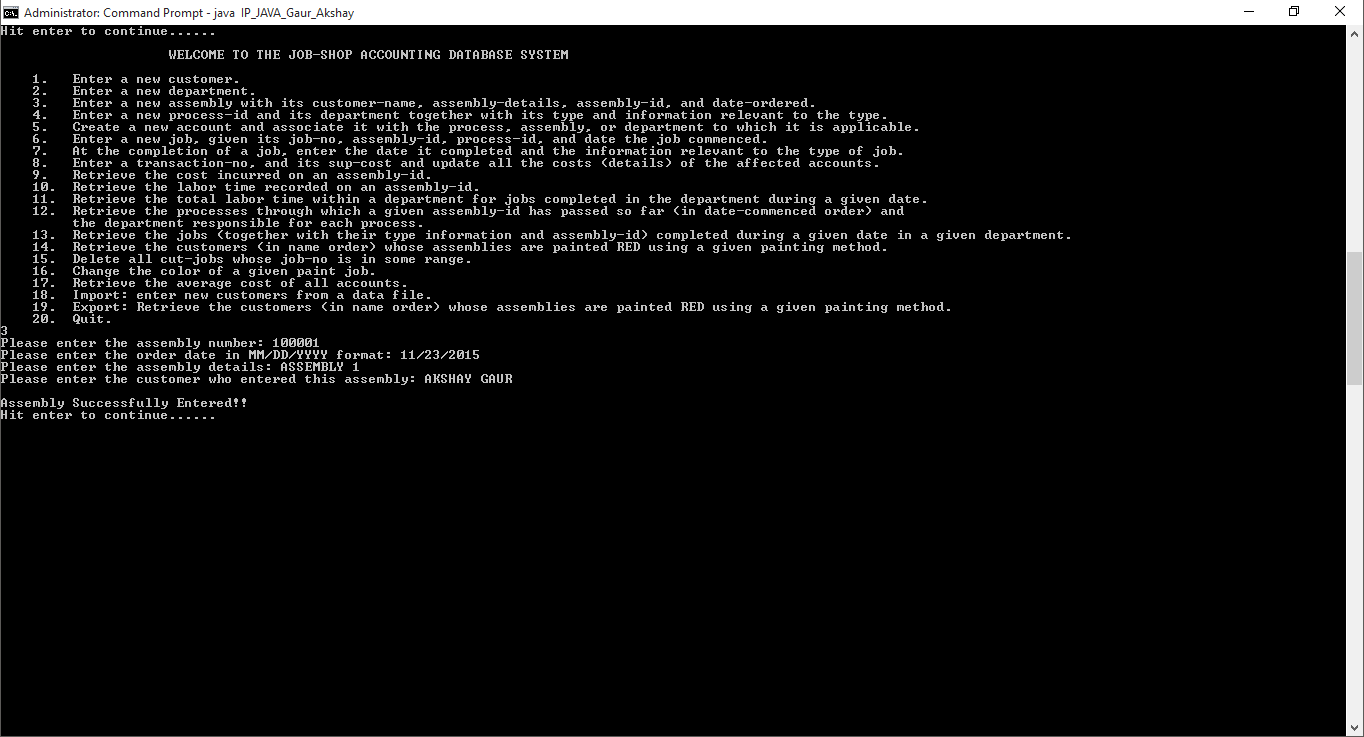 Administrator: Command Prompt - java IP_JAVA_Gaur_Akshay
Hit enter to continue......
WELCOME TO THE JOB-SHOP ACCOUNTING DATABASE SYSTEM
1. Enter a new customer.
2. Enter a new department.
3. Enter a new assembly with its customer-name, assembly-details, assembly-id, and date-ordered.
4. Enter a new process-id and its department together with its type and information relevant to the type.
5. Create a new account and associate it with the process, assembly, or department to which it is applicable.
6. Enter a new job, given its job-no, assembly-id, process-id, and date the job commenced.
7. At the completion of a job, enter the date it completed and the information relevant to the type of job.
8. Enter a transaction-no, and its sup-cost and update all the costs (details) of the affected accounts.
9. Retrieve the cost incurred on an assembly-id.
10. Retrieve the labor time recorded on an assembly-id.
11. Retrieve the total labor time within a department for jobs completed in the department during a given date.
12. Retrieve the processes through which a given assembly-id has passed so far (in date-commenced order) and
the department responsible for each process.
13. Retrieve the jobs (together with their type information and assembly-id) completed during a given date in a given department.
14. Retrieve the customers (in name order) whose assemblies are painted RED using a given painting method.
15. Delete all cut-jobs whose job-no is in some range.
16. Change the color of a given paint job.
17. Retrieve the average cost of all accounts.
18. Import: enter new customers from a data file.
19. Export: Retrieve the customers (in name order) whose assemblies are painted RED using a given painting method.
20. Quit.
3
Please enter the assembly number: 100001
Please enter the order date in MM/DD/YYYY format: 11/23/2015
Please enter the assembly details: ASSEMBLY 1
Please enter the customer who entered this assembly: AKSHAY GAUR
Assembly Successfully Entered!!
Hit enter to continue......